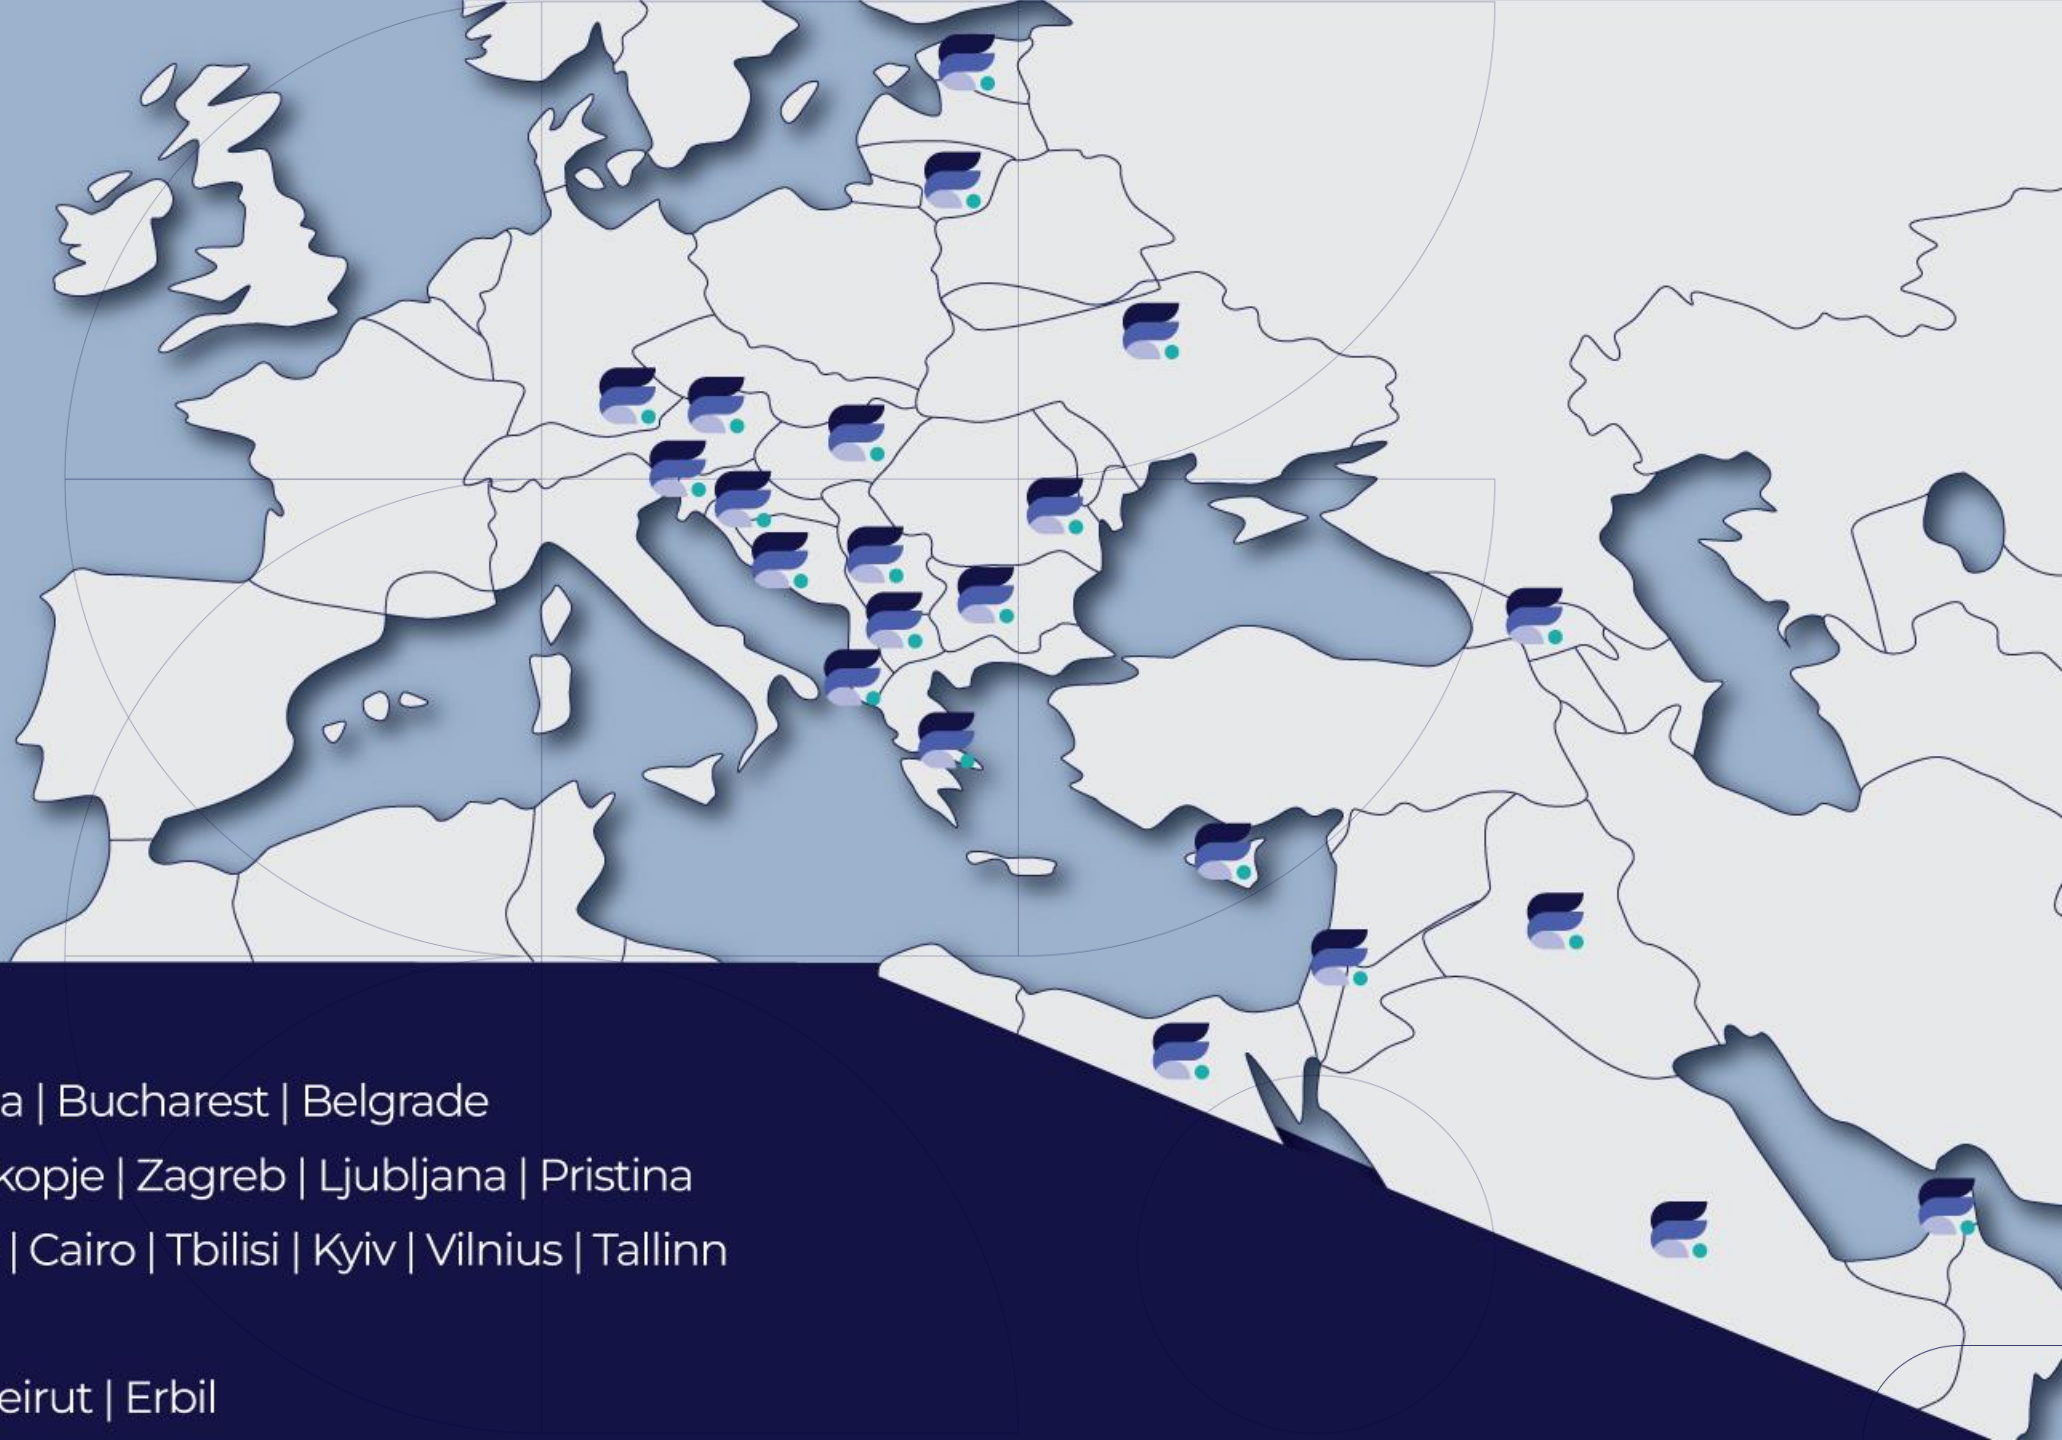 a | Bucharest | Belgrade
kopje | Zagreb | Ljubljana | Pristina
| Cairo | Tbilisi | Kyiv | Vilnius | Tallinn
eirut | Erbil